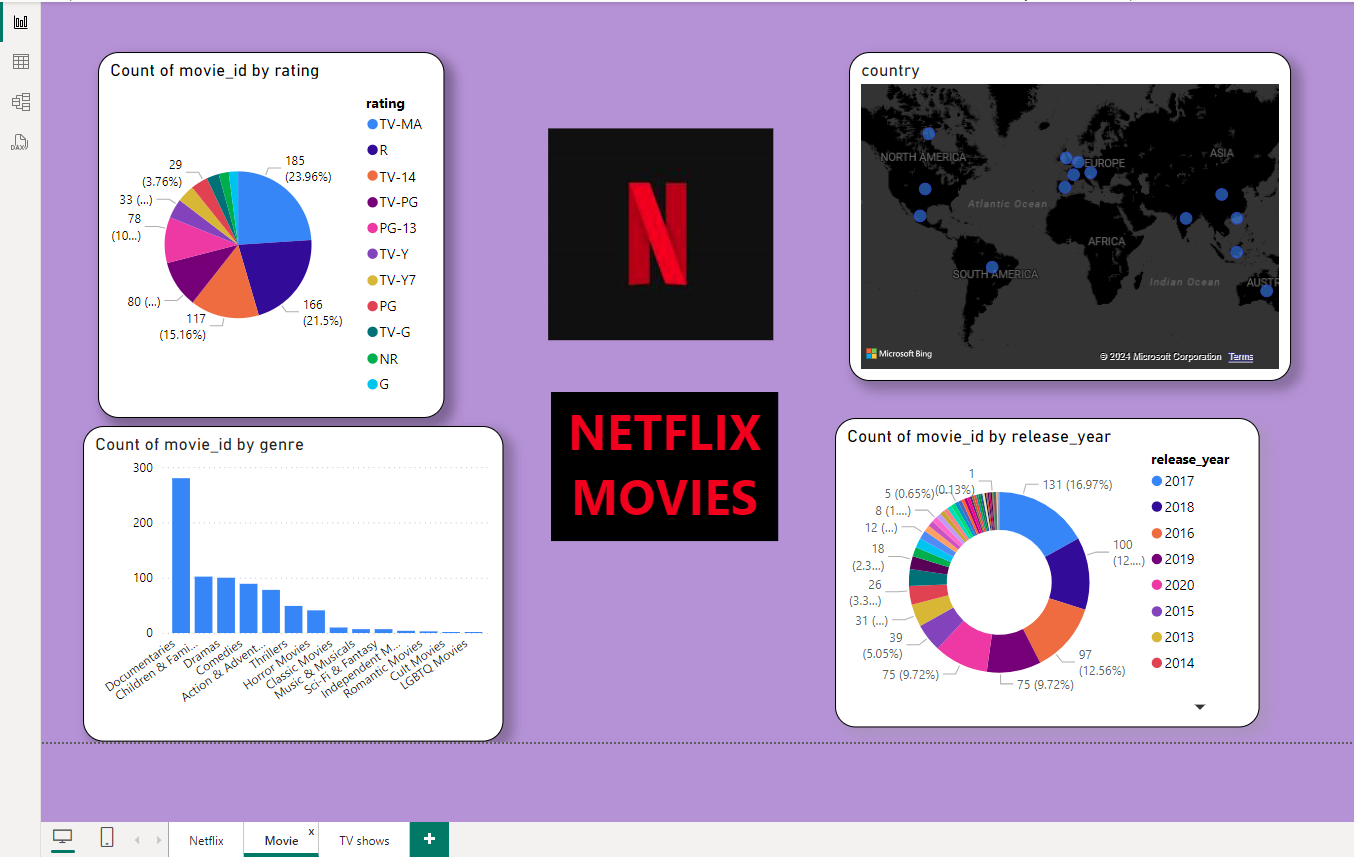 DAX
Count of movie_id by rating
29
(3.76%)
33 (...)
78
(10...)
80 (...)
117
(15.16%)
185
(23.96%)
166
(21.5%)
rating
TV-MA
R
TV-14
TV-PG
PG-13
TV-Y
TV-Y7
PG
TV-G
NR
G
N
NETFLIX
MOVIES
country
NORTH AMERICA
EUROPE
ASIA
Atlantic Ocean
AFRICA
SOUTH AMERICA
Indian Ocean
AUSTR
Microsoft Bing
© 2024 Microsoft Corporation Terms
Count of movie_id by genre
300
200
100
0
Documentaries
Children & Fami...
Dramas
Comedies
Action & Advent...
Thrillers
Horror Movies
Classic Movies
Music & Musicals
Sci-Fi & Fantasy
Independent M...
Romantic Movies
Cult Movies
LGBTQ Movies
Count of movie_id by release_year
1
(0.13%)
5 (0.65%)
8 (1....)
12 (...)
18
(2.3...)
26
(3.3...)
31 (...)
39
(5.05%)
75 (9.72%)
75 (9.72%)
97
(12.56%)
100
(12....)
131 (16.97%)
release_year
2017
2018
2016
2019
2020
2015
2013
2014
Netflix
Movie
x
TV shows
+